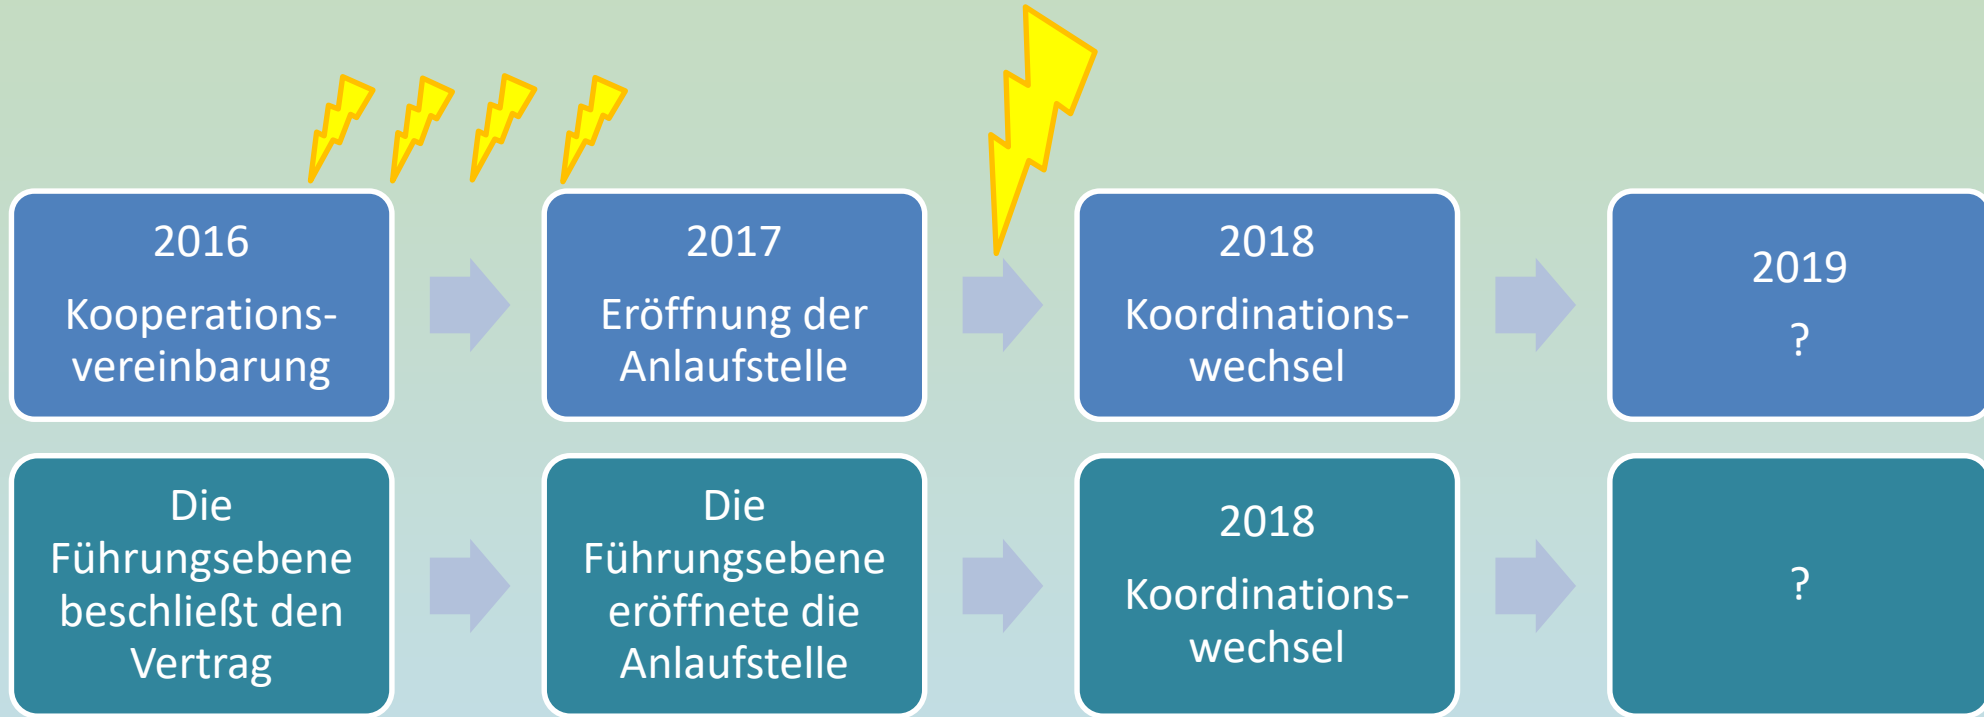 2016
Kooperations-
vereinbarung
2017
Eröffnung der
Anlaufstelle
2018
Koordinations-
wechsel
2019
?
Die
Führungsebene
beschließt den
Vertrag
Die
Führungsebene
eröffnete die
Anlaufstelle
2018
Koordinations-
wechsel
?